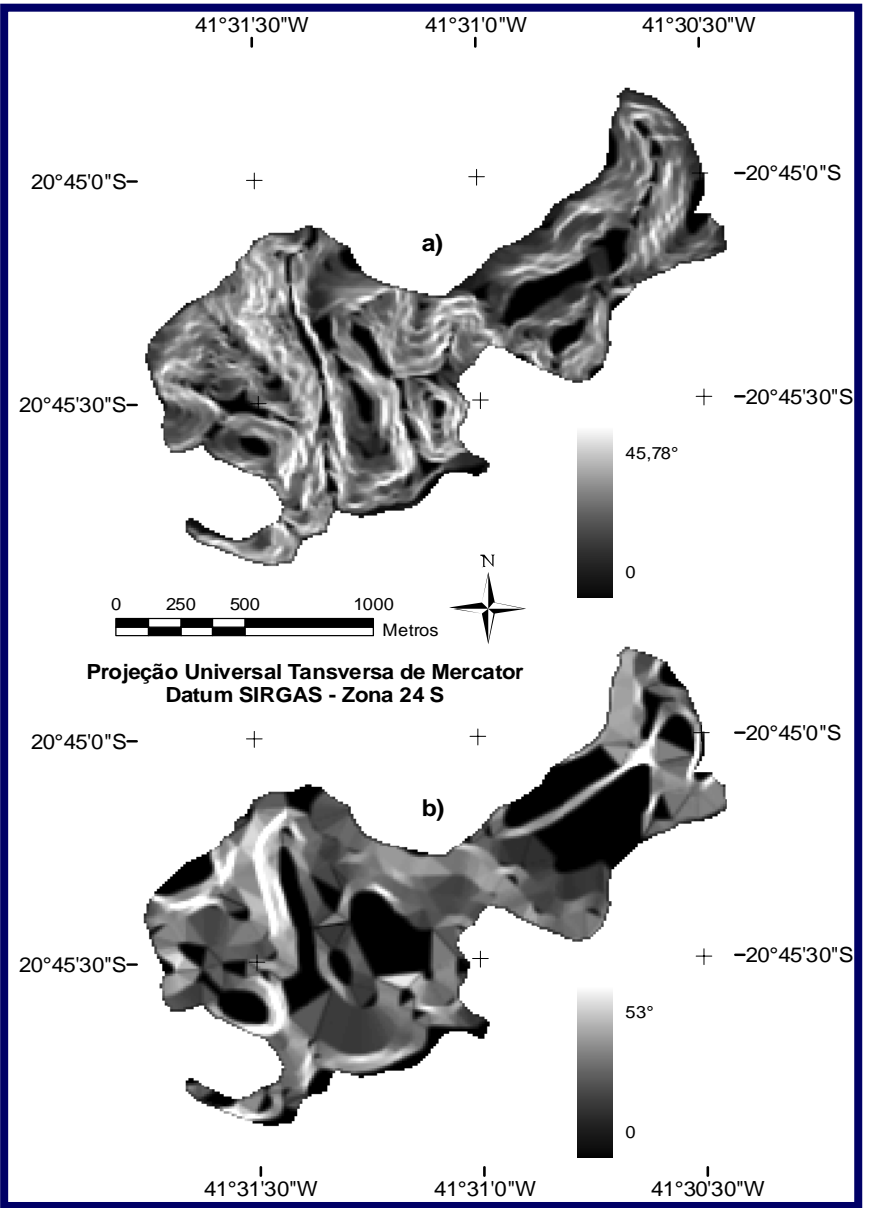 41°31'30"W 41°31'0"W 41°30'30"W
20°45'0"S 20°45'0"S
a)
20°45'30"S 20°45'30"S
45,78°
0
N
0 250 500 1000
Metros
Projeção Universal Tansversa de Mercator
Datum SIRGAS - Zona 24 S
20°45'0"S 20°45'0"S
b)
20°45'30"S 20°45'30"S
53°
0
41°31'30"W 41°31'0"W 41°30'30"W